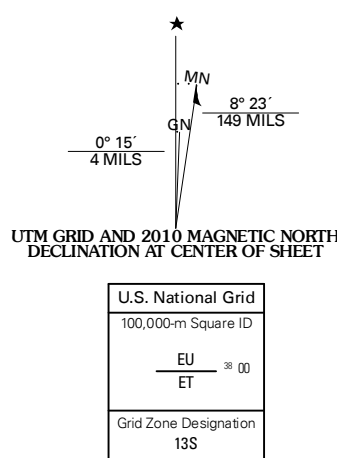 ★
MN
8° 23´
149 MILS
GN
0° 15´
4 MILS
UTM GRID AND 2010 MAGNETIC NORTH
DECLINATION AT CENTER OF SHEET
U.S. National Grid
100,000-m Square ID
EU
38 00
ET
Grid Zone Designation
13S